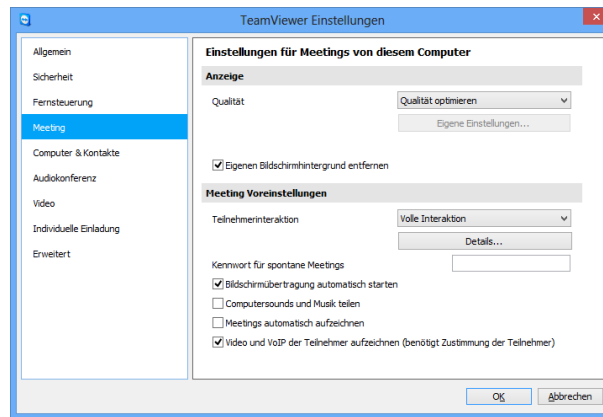 TeamViewer Einstellungen
Allgemein
Sicherheit
Fernsteuerung
Meeting
Computer & Kontakte
Audiokonferenz
Video
Individuelle Einladung
Erweitert
Einstellungen für Meetings von diesem Computer
Anzeige
Qualität
Qualität optimieren
Eigene Einstellungen...
Eigenen Bildschirmhintergrund entfernen
Meeting Voreinstellungen
Teilnehmerinteraktion
Volle Interaktion
Details...
Kennwort für spontane Meetings
Bildschirmübertragung automatisch starten
Computersounds und Musik teilen
Meetings automatisch aufzeichnen
Video und VoIP der Teilnehmer aufzeichnen (benötigt Zustimmung der Teilnehmer)
OK
Abbrechen